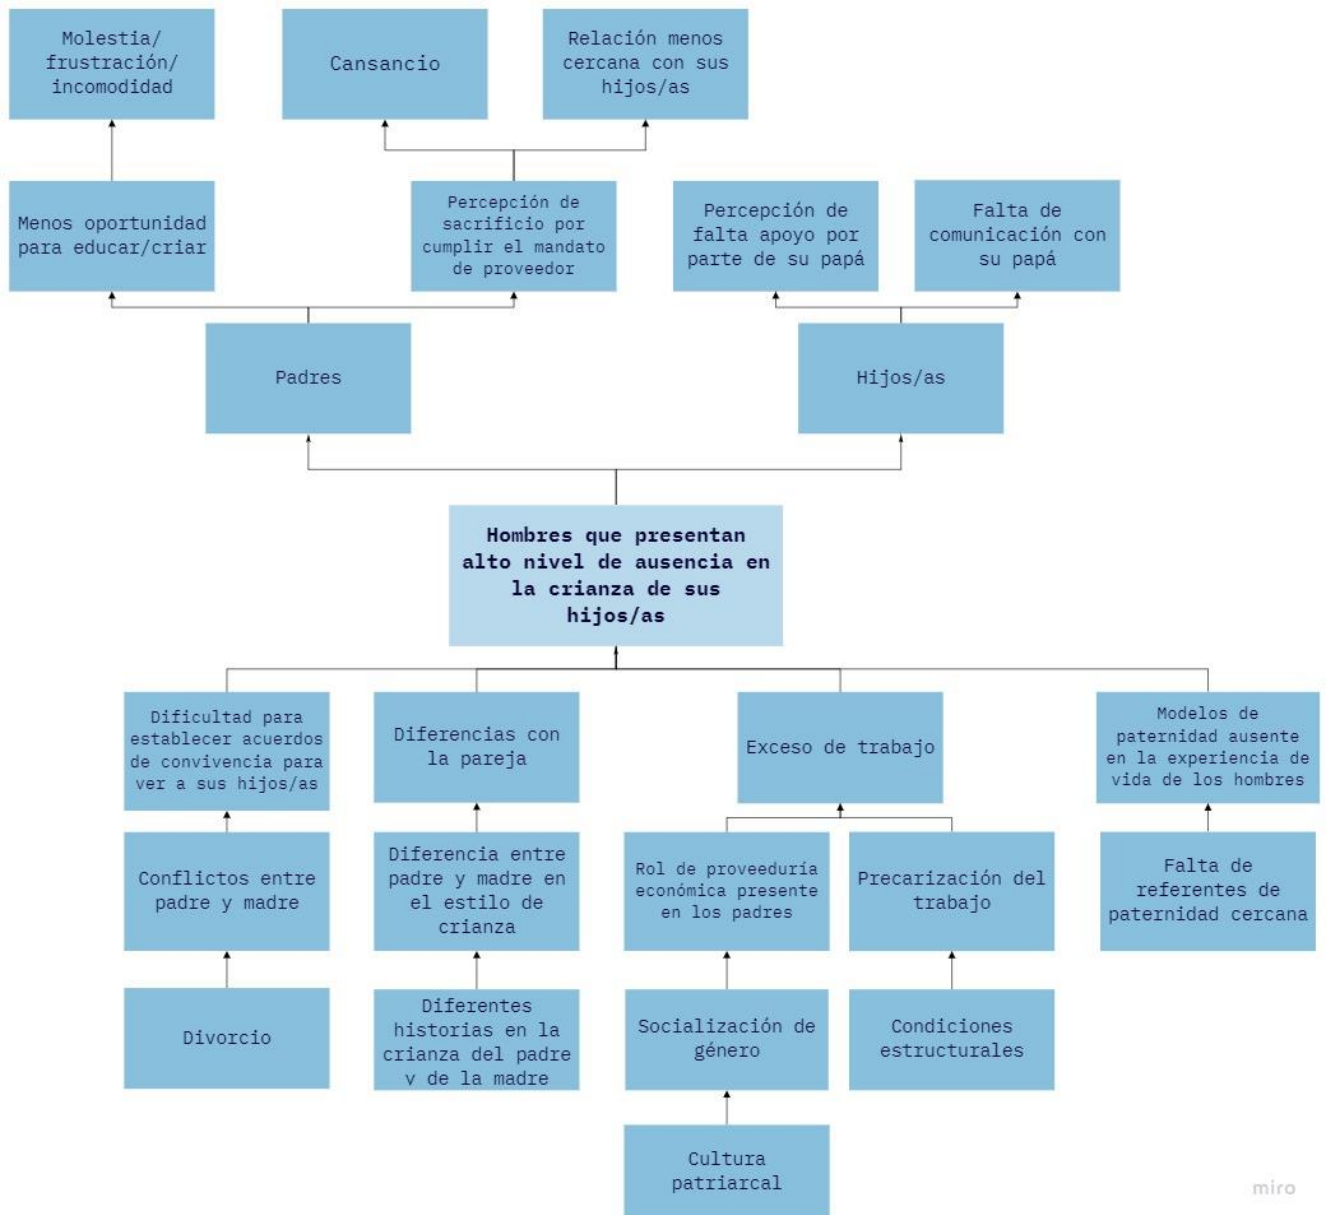 Molestia/
frustración/
incomodidad
Cansancio
Relación menos
cercana con sus
hijos/as
Menos oportunidad
para educar/criar
Percepción de
sacrificio por
cumplir el mandato
de proveedor
Percepción de
falta apoyo por
parte de su papá
Falta de
comunicación con
su papá
Padres
Hijos/as
Hombres que presentan
alto nivel de ausencia en
la crianza de sus
hijos/as
Dificultad para
establecer acuerdos
de convivencia para
ver a sus hijos/as
Diferencias con
la pareja
Exceso de trabajo
Modelos de
paternidad ausente
en la experiencia de
vida de los hombres
Conflictos entre
padre y madre
Diferencia entre
padre y madre en
el estilo de
crianza
Rol de proveeduría
económica presente
en los padres
Precarización del
trabajo
Falta de
referentes de
paternidad cercana
Divorcio
Diferentes
historias en la
crianza del padre
y de la madre
Socialización de
género
Condiciones
estructurales
Cultura
patriarcal
miro